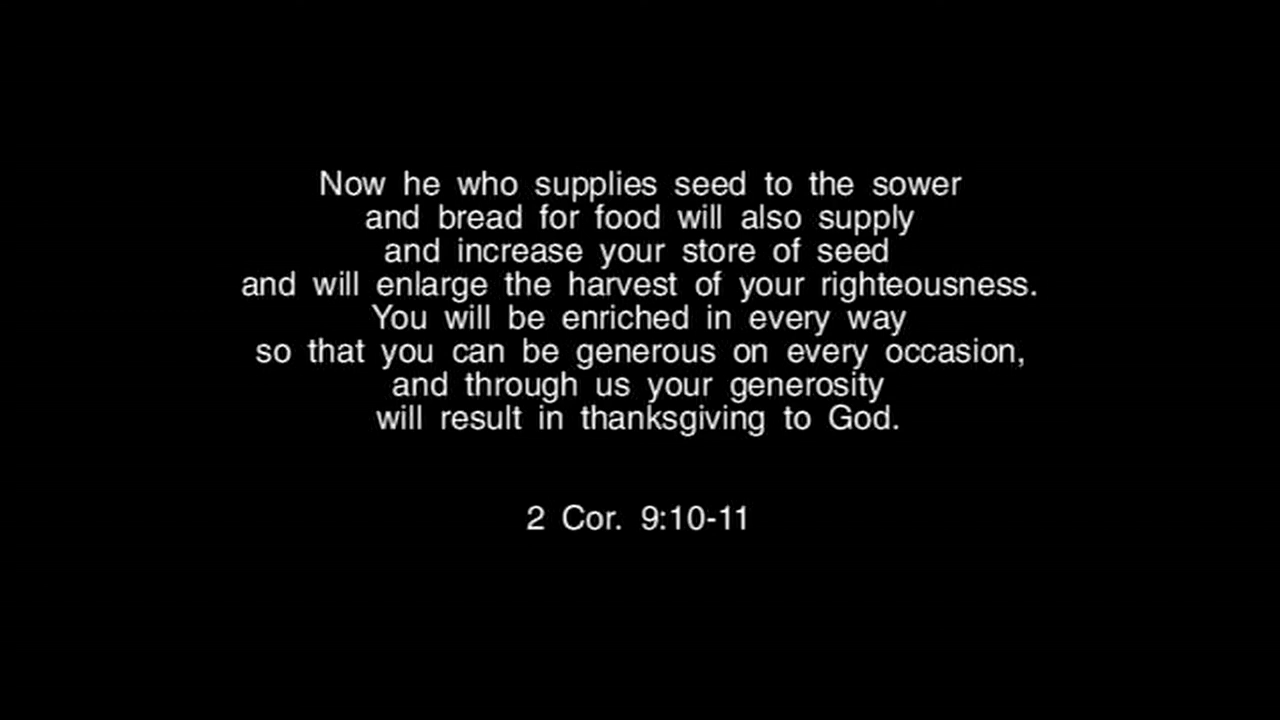 Now he who supplies seed to the sower
and bread for food will also supply
and increase your store of seed
and will enlarge the harvest of your righteousness.
You will be enriched in every way
so that you can be generous on every occasion,
and through us your generosity
will result in thanksgiving to God.
2 Cor. 9:10-11